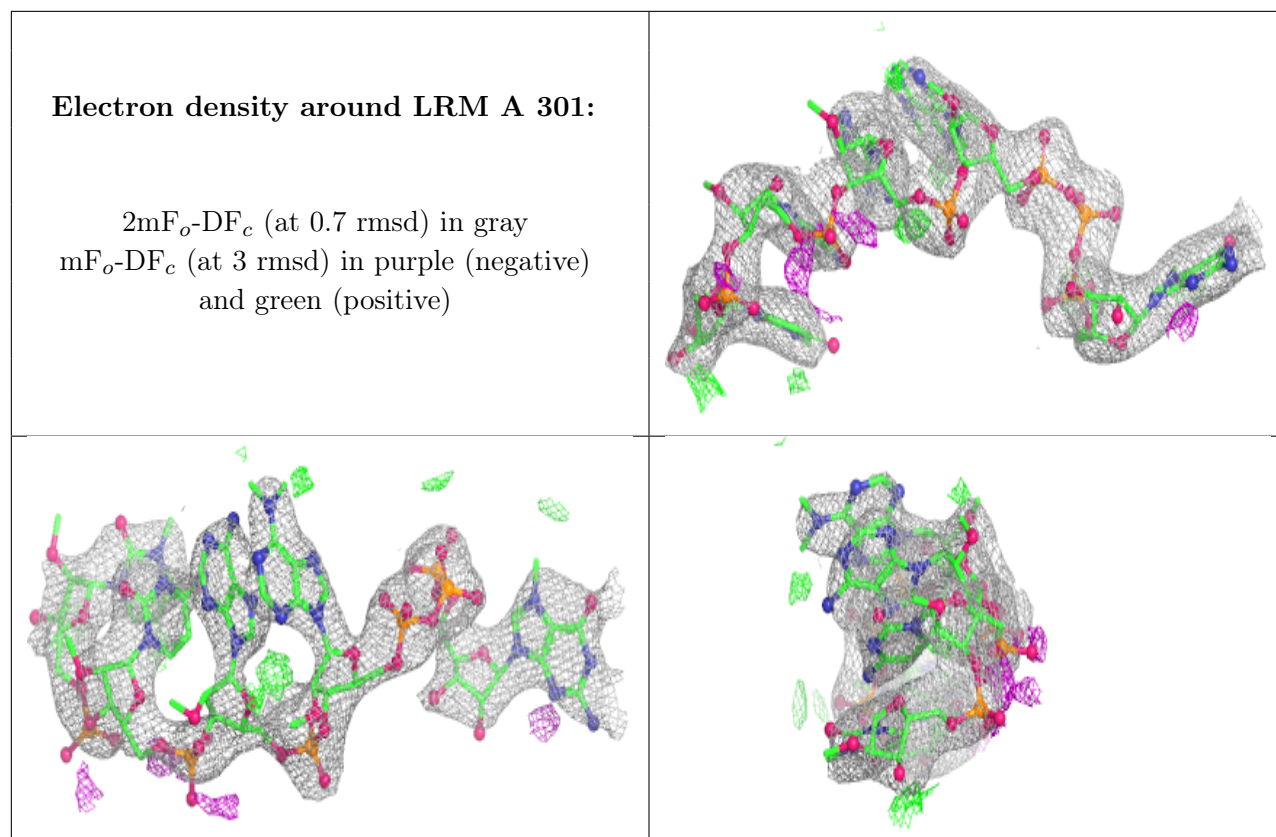 Electron density around LRM A 301:
2mFo-DFc (at 0.7 rmsd) in gray
mFo-DFc (at 3 rmsd) in purple (negative)
and green (positive)